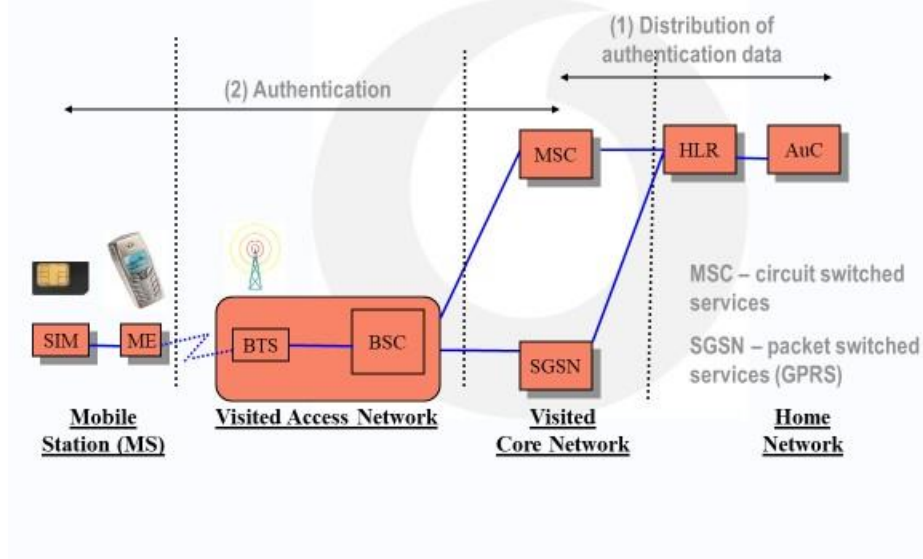 (1) Distribution of
authentication data
(2) Authentication
MSC
HLR
AuC
MSC – circuit switched
services
SIM
ME
BTS
BSC
SGSN
SGSN – packet switched
services (GPRS)
Mobile
Station (MS)
Visited Access Network
Visited
Core Network
Home
Network